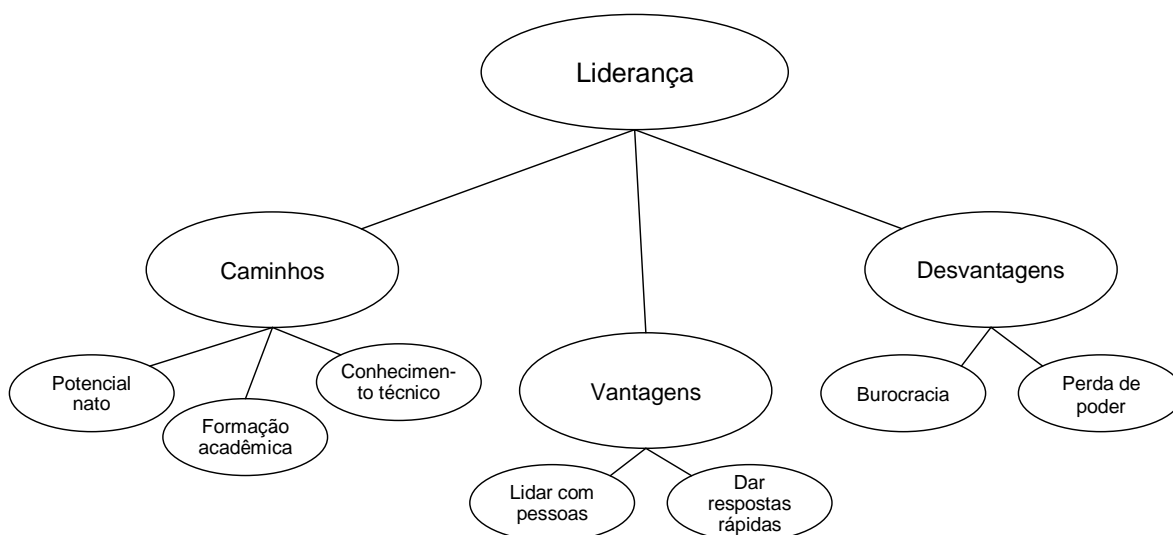 Liderança
Caminhos
Desvantagens
Vantagens
Potencial
nato
Formação
acadêmica
Conhecimen-
to técnico
Lidar com
pessoas
Dar
respostas
rápidas
Burocracia
Perda de
poder